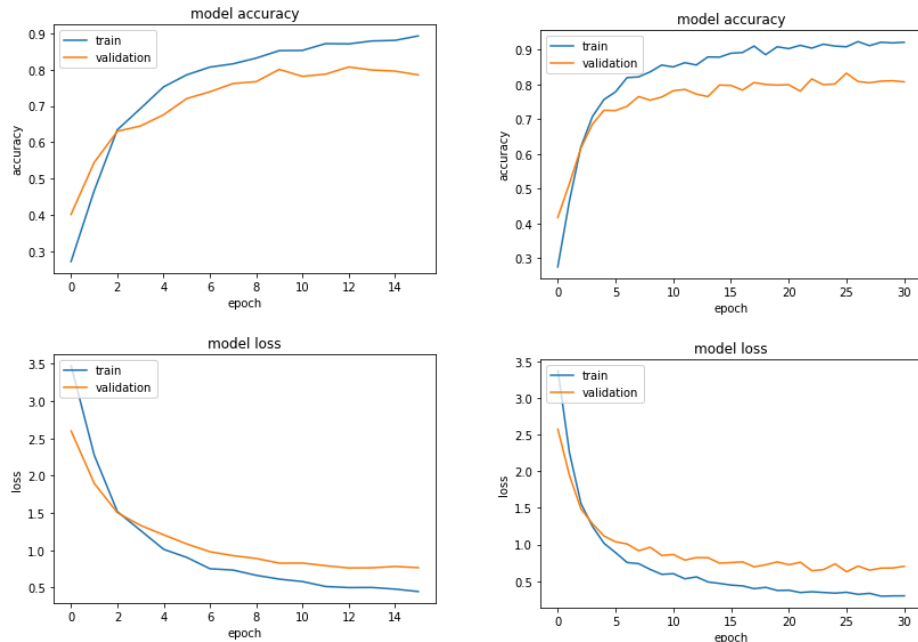 model accuracy
0.9
0.8
0.7
0.6
0.5
0.4
0.3
accuracy
train
validation
0 2 4 6 8 10 12 14
epoch
model accuracy
0.9
0.8
0.7
0.6
0.5
0.4
0.3
accuracy
train
validation
0 5 10 15 20 25 30
epoch
model loss
3.5
3.0
2.5
2.0
1.5
1.0
0.5
loss
train
validation
0 2 4 6 8 10 12 14
epoch
model loss
3.5
3.0
2.5
2.0
1.5
1.0
0.5
loss
train
validation
0 5 10 15 20 25 30
epoch